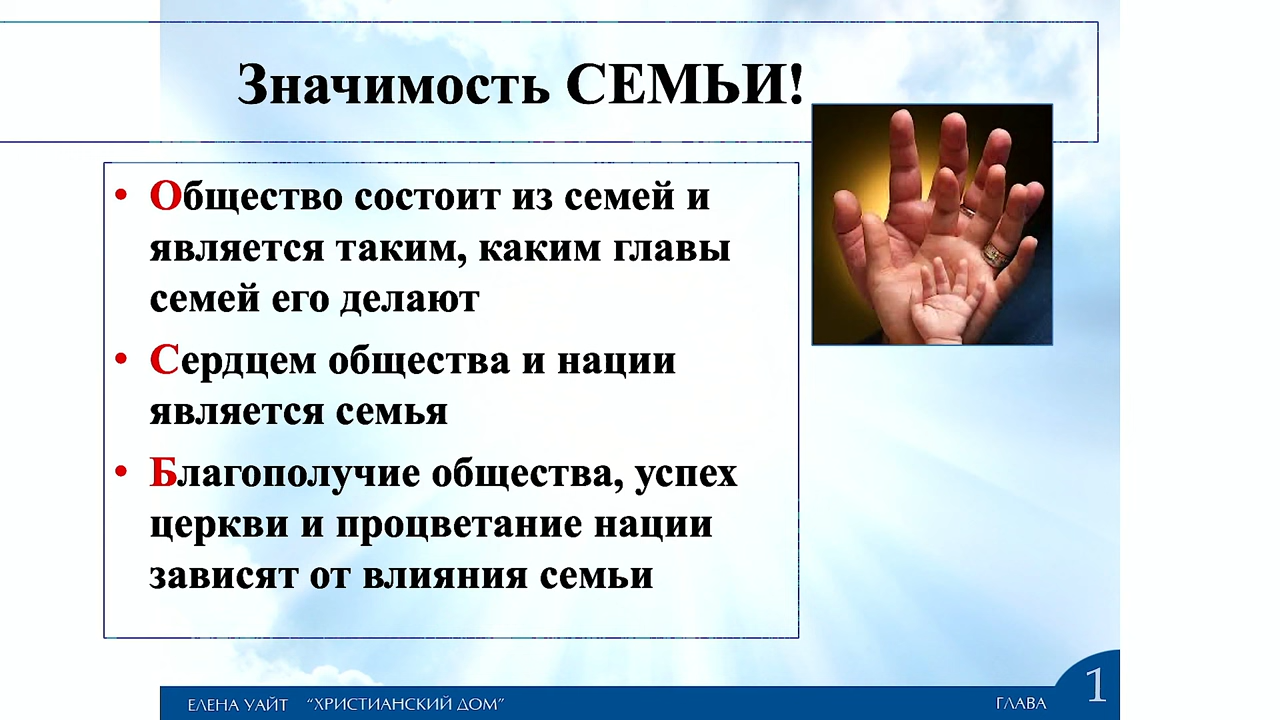 Значимость СЕМЬИ!
• Общество состоит из семей и
является таким, каким главы
семей его делают
• Сердцем общества и нации
является семья
• Благополучие общества, успех
церкви и процветание нации
зависят от влияния семьи
ЕЛЕНА УАЙТ “ХРИСТИАНСКИЙ ДОМ”
ГЛАВА 1